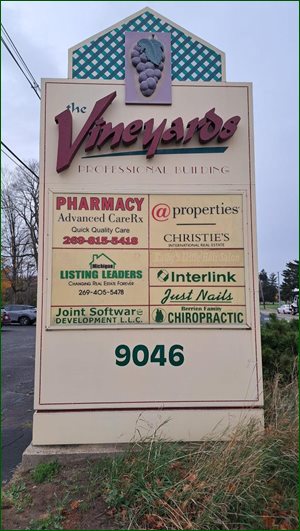 the
Vineyards
PROFESSIONAL BUILDING
PHARMACY
Advanced CareRx
Quick Quality Care
269-815-5418
@properties
CHRISTIE'S
INTERNATIONAL REAL ESTATE
Michigan
LISTING LEADERS
CHANGING REAL ESTATE FOREVER
269-405-5478
Hair Salon
Interlink
Just Nails
Joint Software
DEVELOPMENT L.L.C.
Berrien Family
CHIROPRACTIC
9046